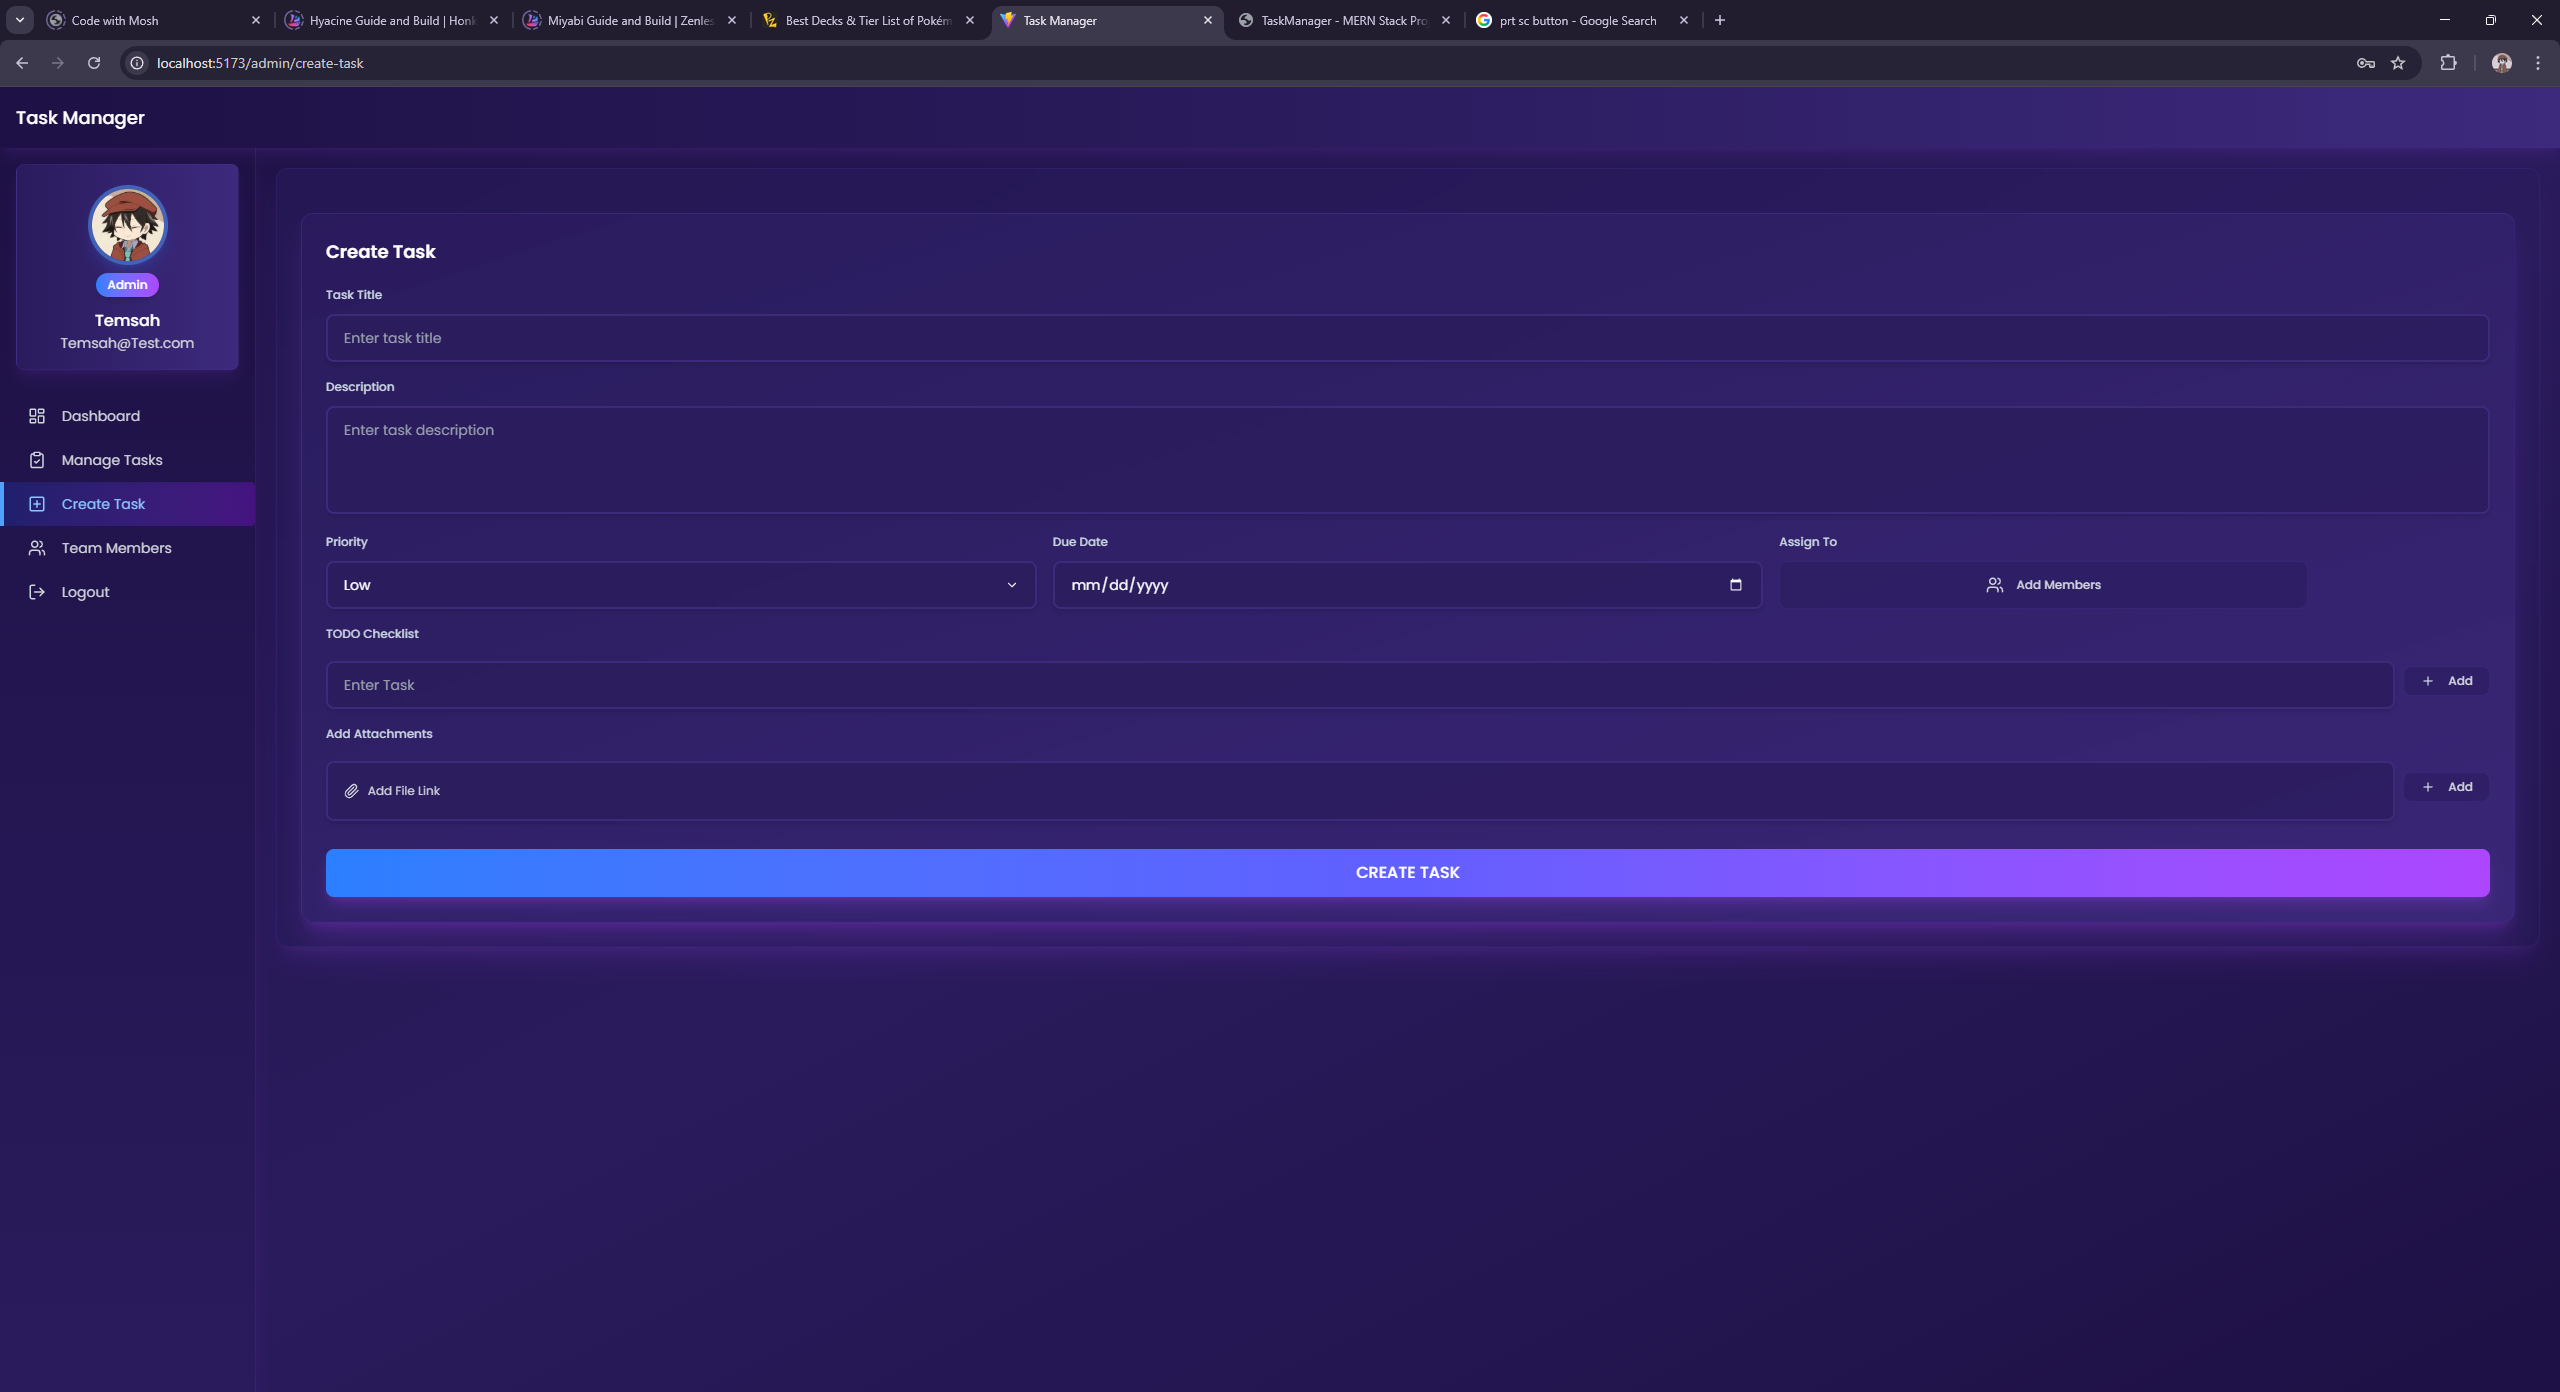 Code with Mosh
Hyacine Guide and Build | Honk
Miyabi Guide and Build | Zenles
Best Decks & Tier List of Pokém
Task Manager
TaskManager - MERN Stack Pro
prt sc button - Google Search
localhost:5173/admin/create-task
Task Manager
Admin
Temsah
Temsah@Test.com
Dashboard
Manage Tasks
Create Task
Team Members
Logout
Create Task
Task Title
Enter task title
Description
Enter task description
Priority
Due Date
Assign To
Low
mm/dd/yyyy
Add Members
TODO Checklist
Enter Task
+ Add
Add Attachments
Add File Link
+ Add
CREATE TASK